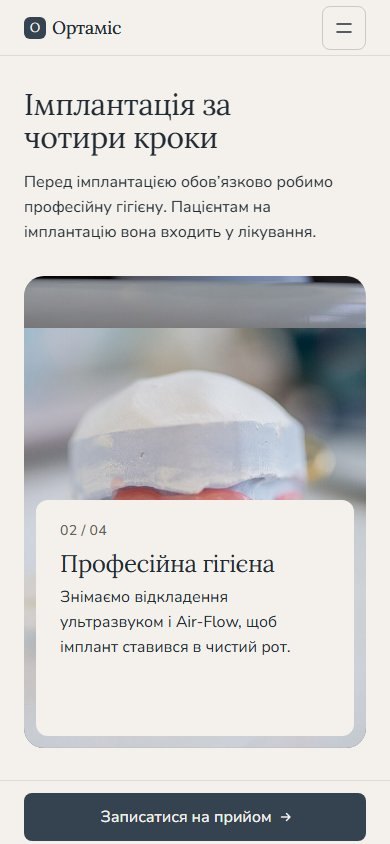 О Ортаміс
Імплантація за
чотири кроки
Перед імплантацією обов’язково робимо
професійну гігієну. Пацієнтам на
імплантацію вона входить у лікування.
02 / 04
Професійна гігієна
Знімаємо відкладення
ультразвуком і Air-Flow, щоб
імплант ставився в чистий рот.
Записатися на прийом →